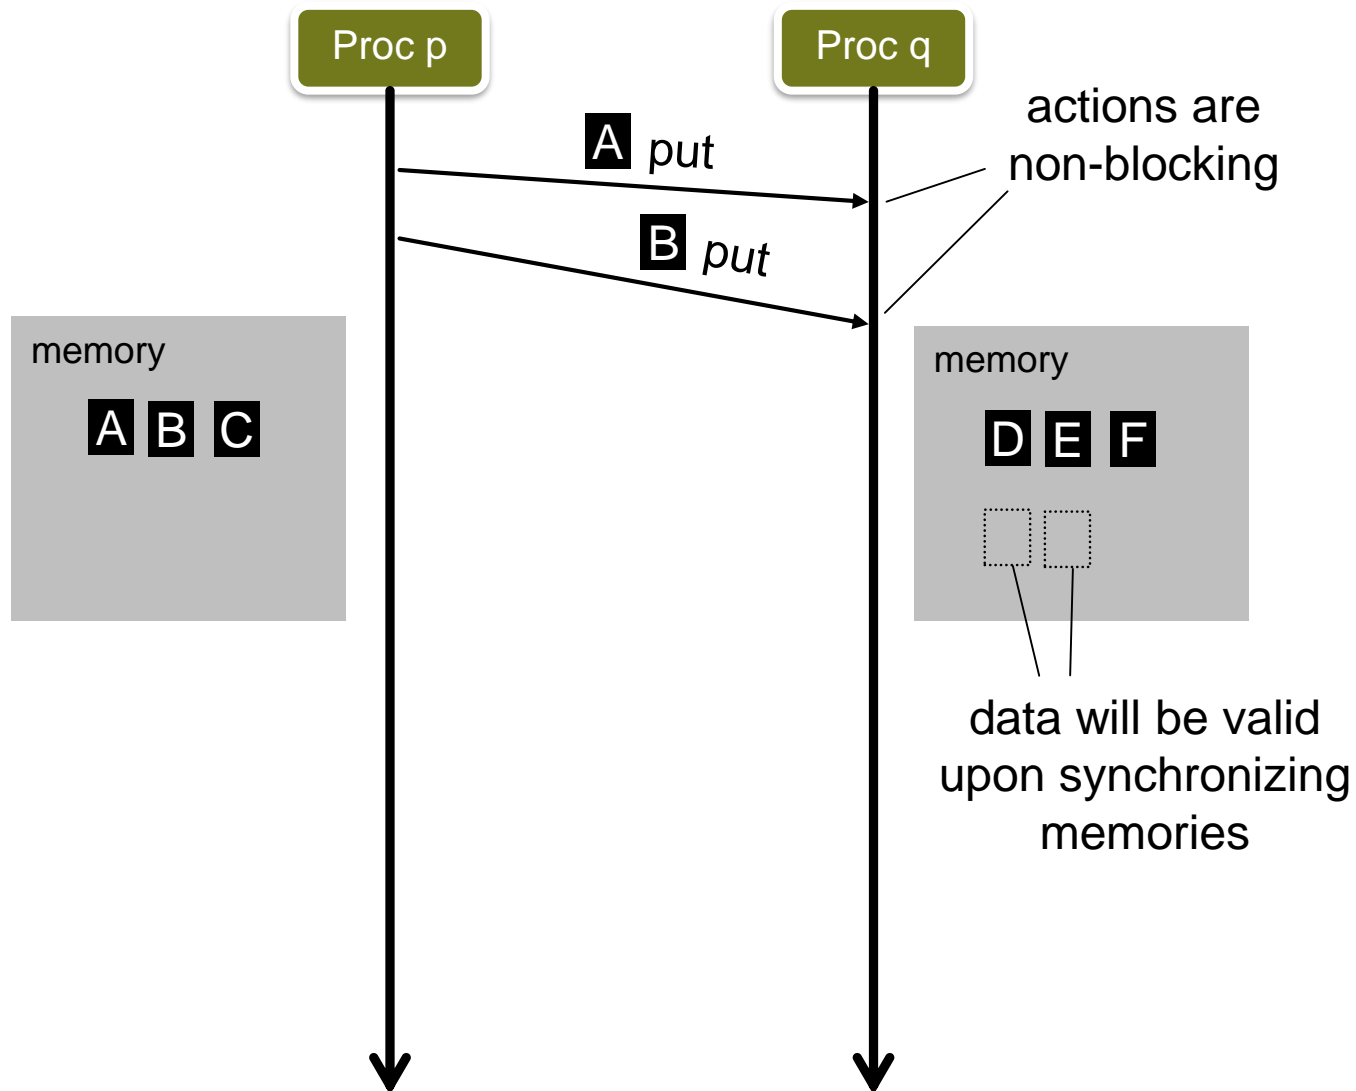 Proc p
Proc q
actions are
non-blocking
A put
B put
memory
A B C
memory
D E F
data will be valid
upon synchronizing
memories